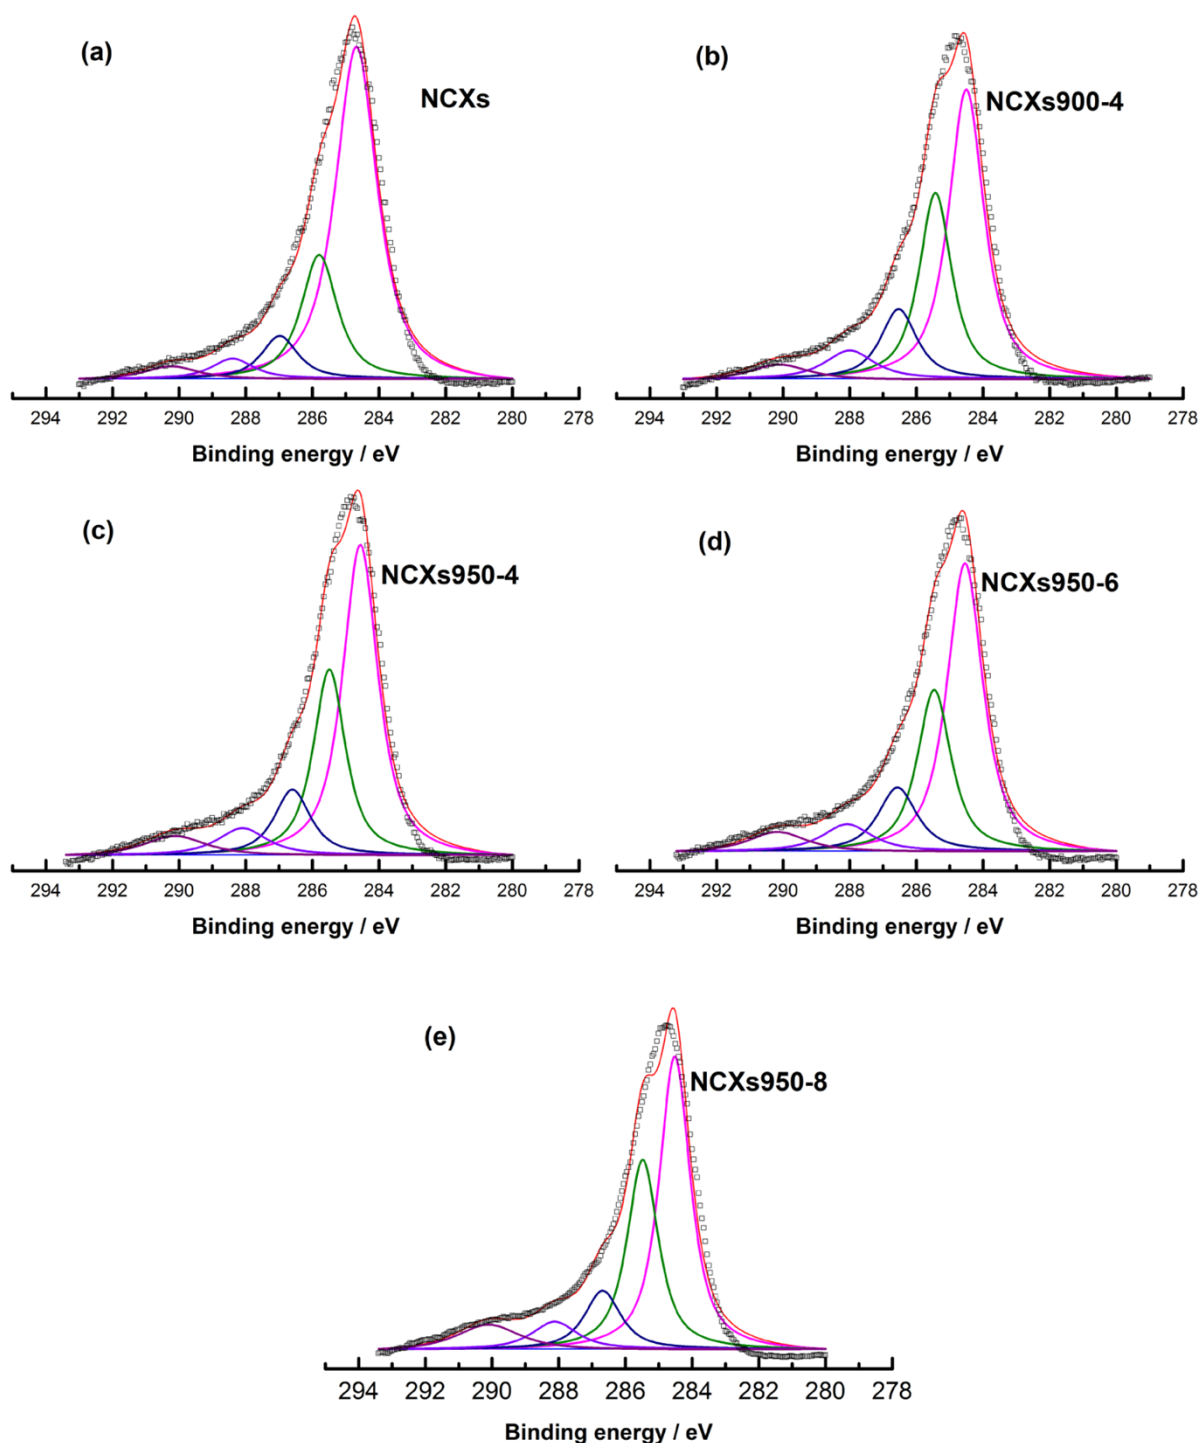 (a)
NCXs
294 292 290 288 286 284 282 280 278
Binding energy / eV
(b)
NCXs900-4
294 292 290 288 286 284 282 280 278
Binding energy / eV
(c)
NCXs950-4
294 292 290 288 286 284 282 280 278
Binding energy / eV
(d)
NCXs950-6
294 292 290 288 286 284 282 280 278
Binding energy / eV
(e)
NCXs950-8
294 292 290 288 286 284 282 280 278
Binding energy / eV